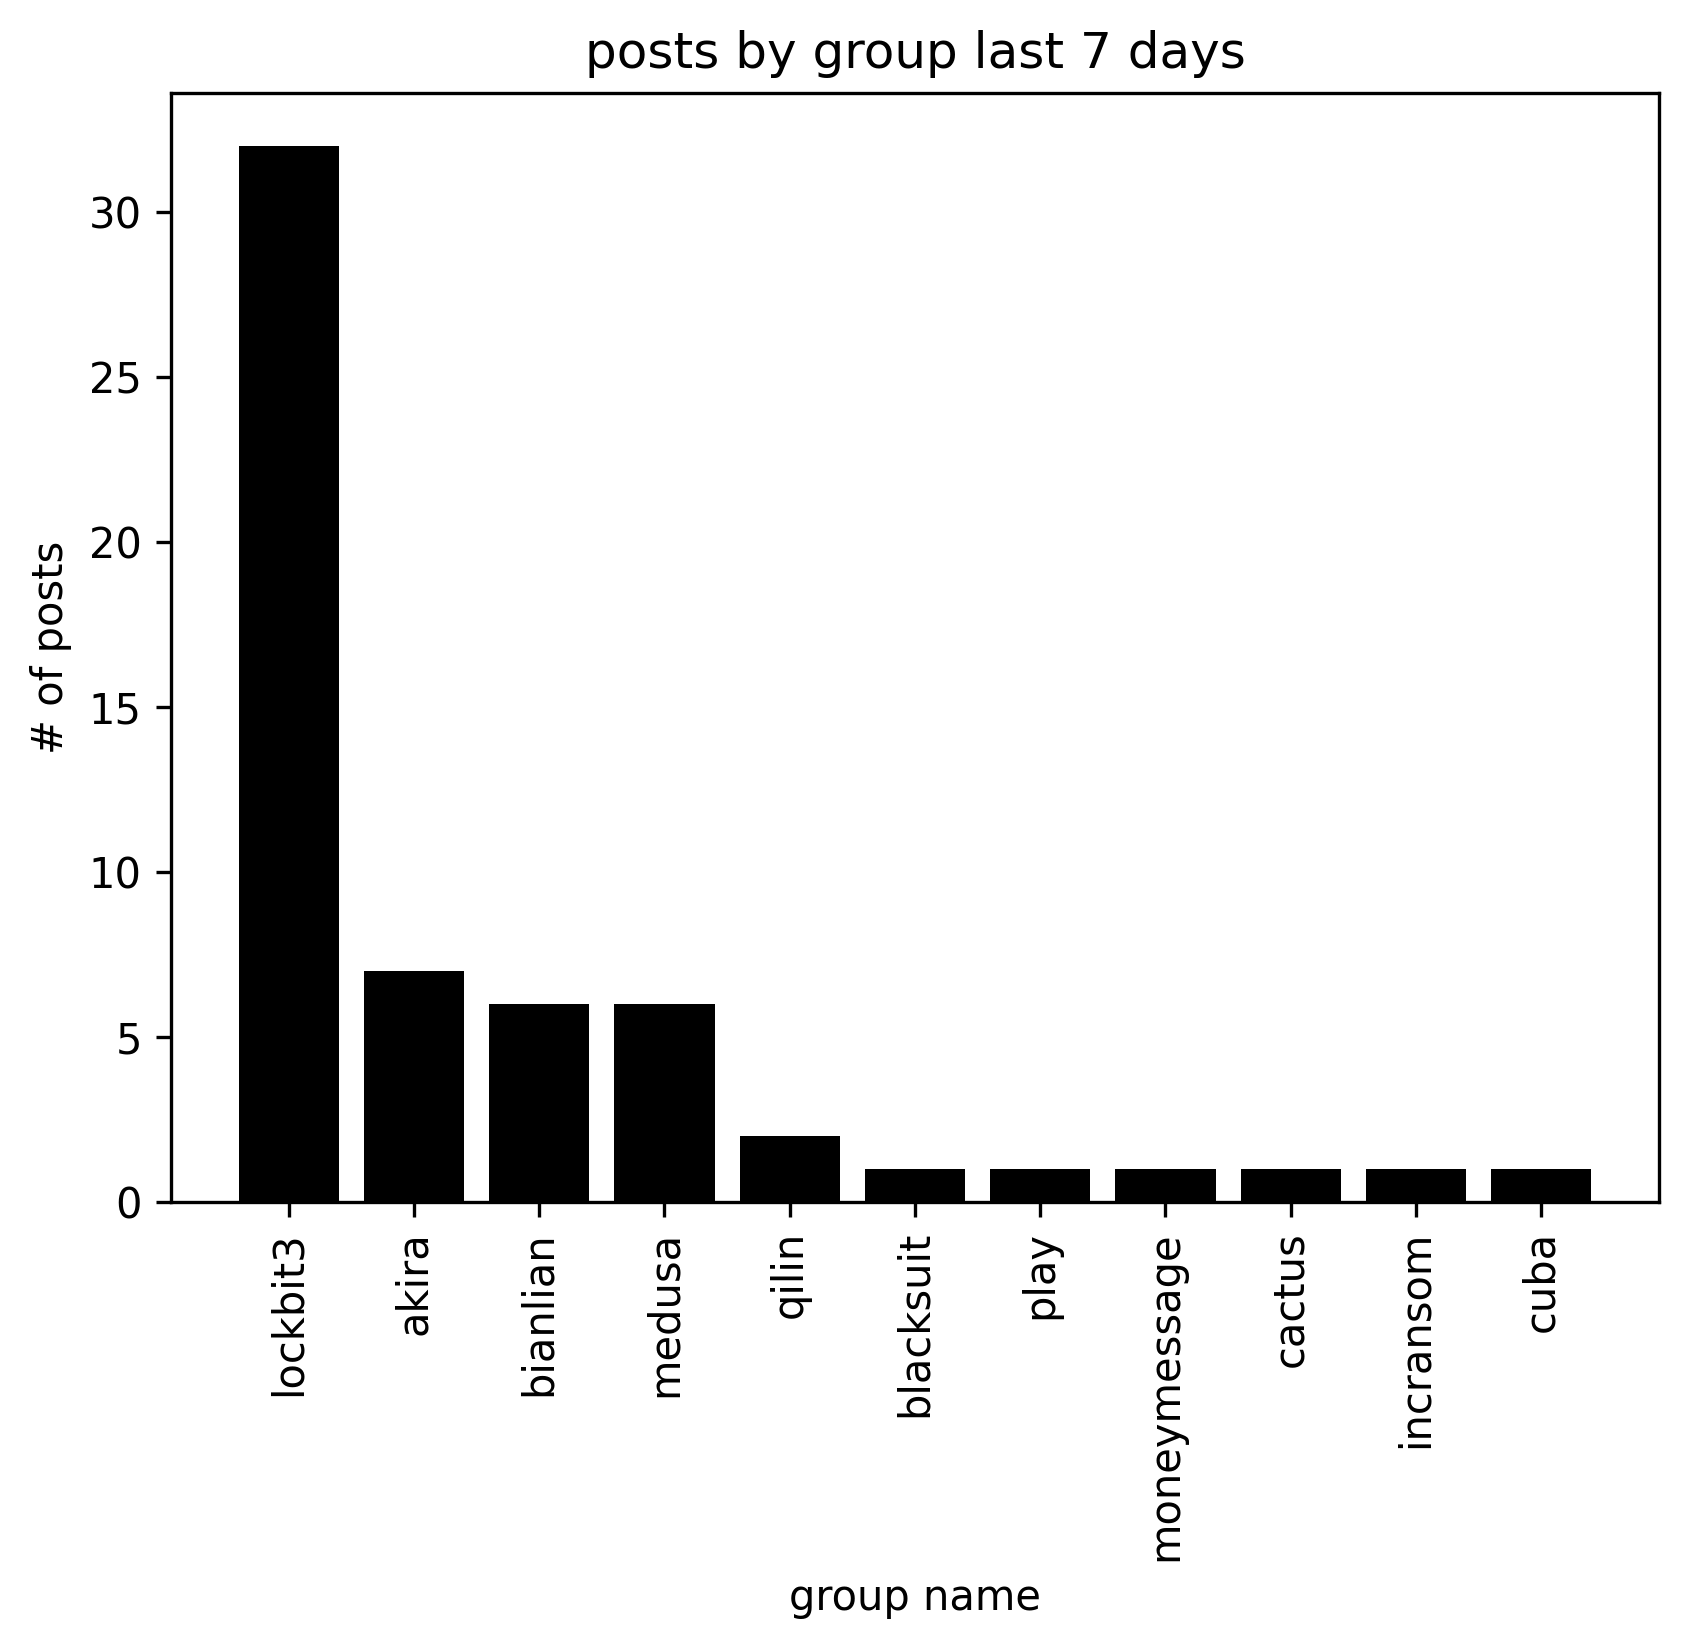 posts by group last 7 days
# of posts
30
25
20
15
10
5
0
lockbit3
akira
bianlian
medusa
qilin
blacksuit
play
moneymessage
cactus
incransom
cuba
group name